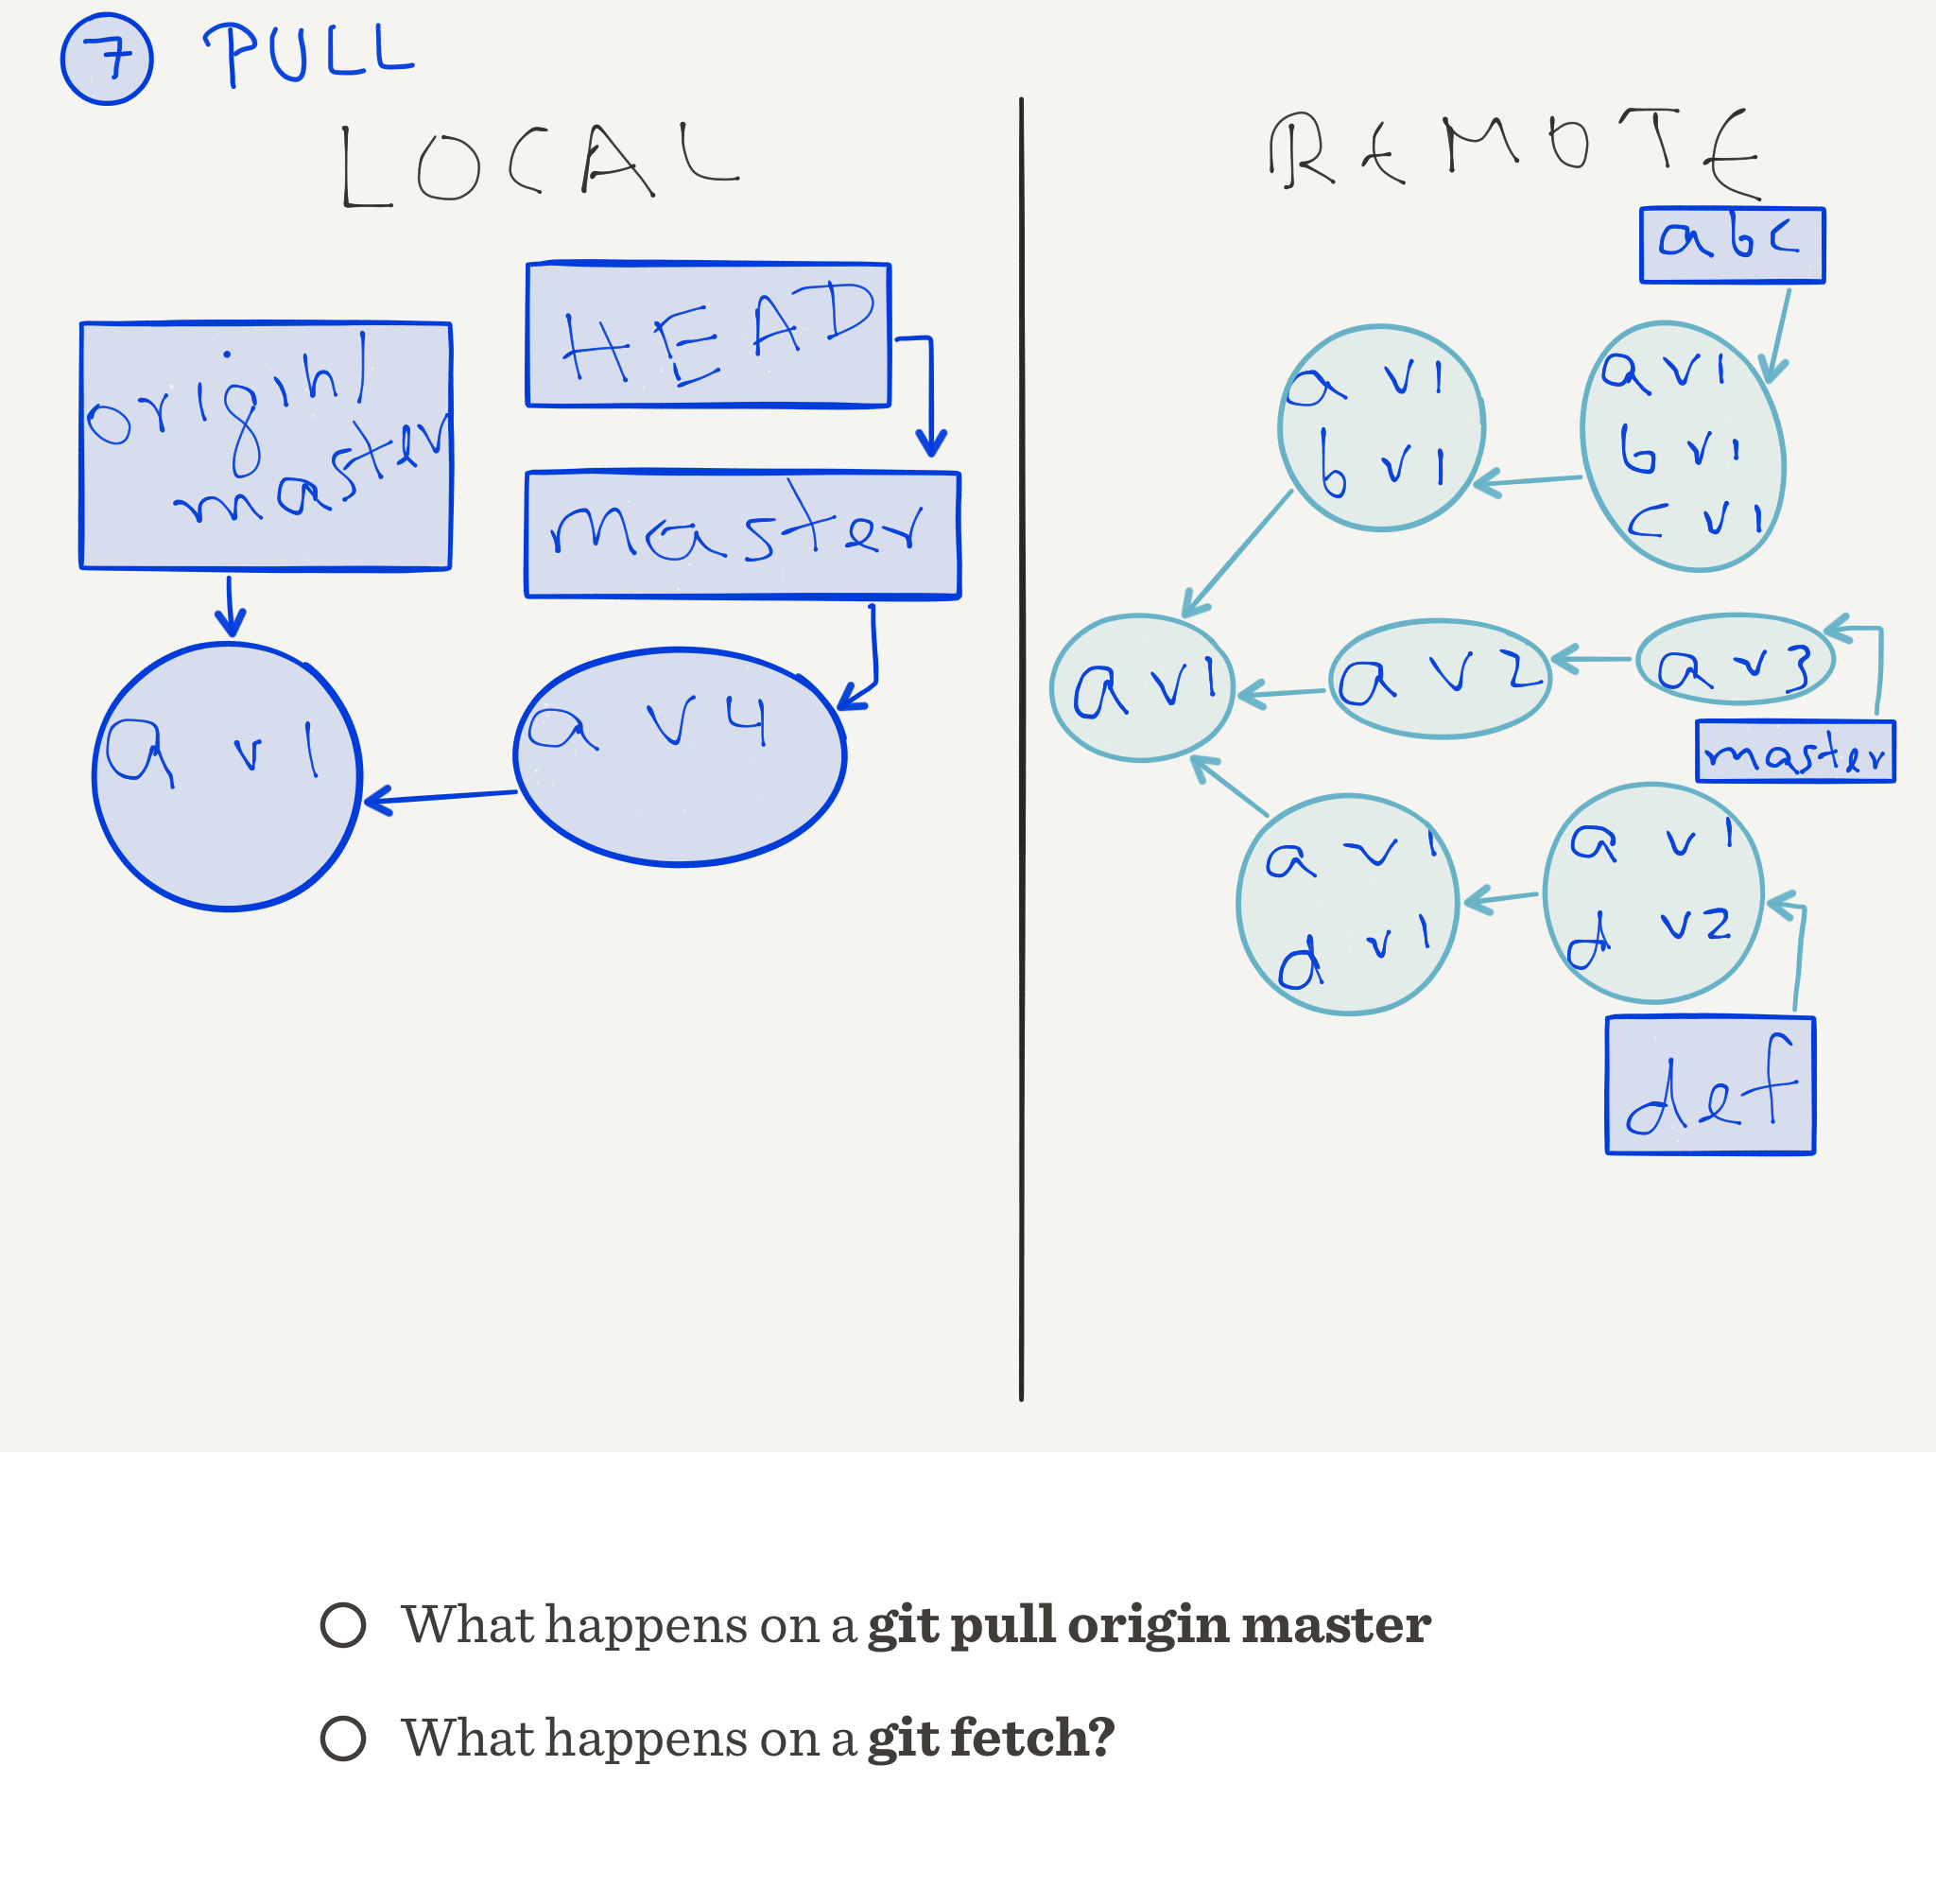 7 PULL
LOCAL
REMOTE
abc
HEAD
origin/
master
master
a v1
b v1
a v1
b v1
c v1
a v1
a v4
a v1
a v2
a v3
master
a v1
d v1
a v1
d v2
def
What happens on a git pull origin master
What happens on a git fetch?